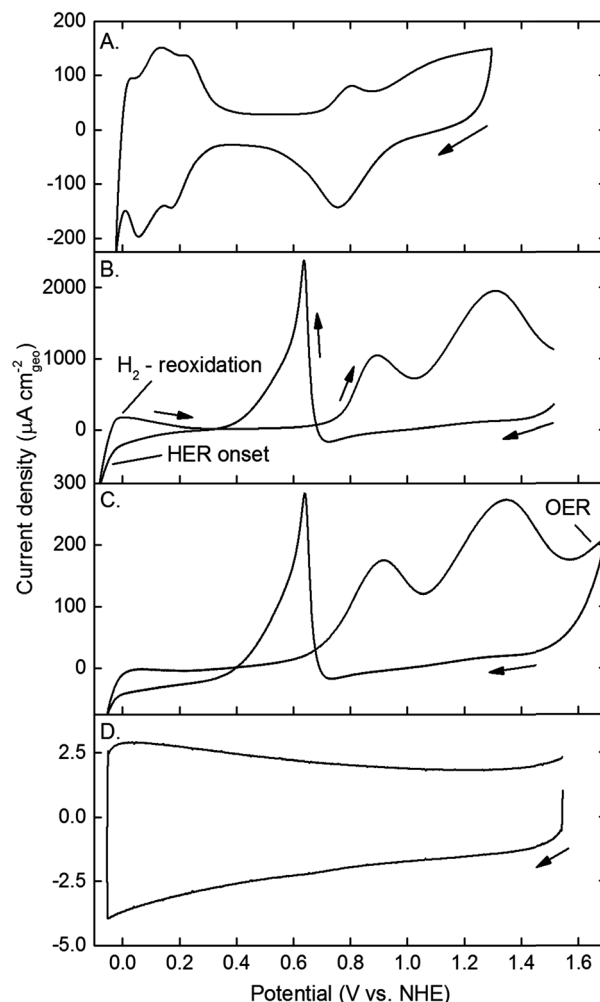 A.
200
100
0
-100
-200
B.
2000
1000
0
H2 - reoxidation
HER onset
Current density (μA cm⁻²geo)
C.
300
200
100
0
OER
D.
2.5
0.0
-2.5
-5.0
0.0 0.2 0.4 0.6 0.8 1.0 1.2 1.4 1.6
Potential (V vs. NHE)